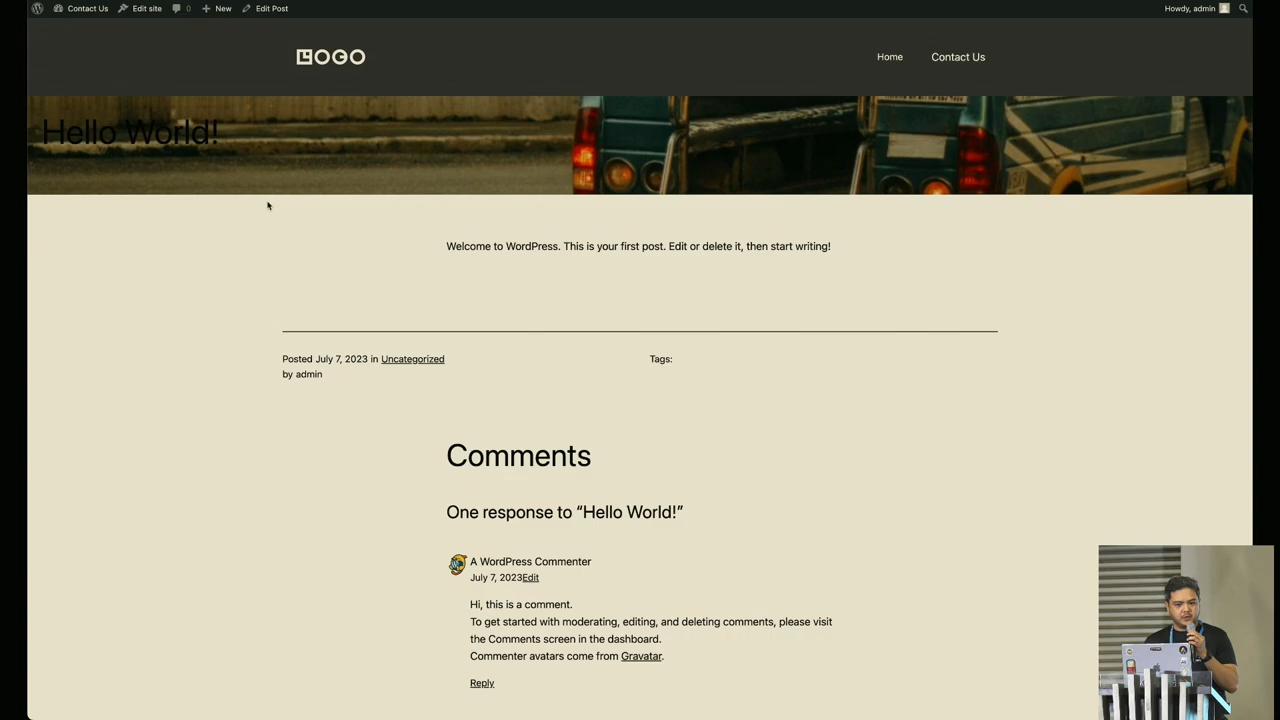 Contact Us Edit site 0 New Edit Post Howdy, admin
LOGO Home Contact Us
Hello World!
Welcome to WordPress. This is your first post. Edit or delete it, then start writing!
Posted July 7, 2023 in Uncategorized Tags:
by admin
Comments
One response to “Hello World!”
A WordPress Commenter
July 7, 2023Edit
Hi, this is a comment.
To get started with moderating, editing, and deleting comments, please visit
the Comments screen in the dashboard.
Commenter avatars come from Gravatar.
Reply